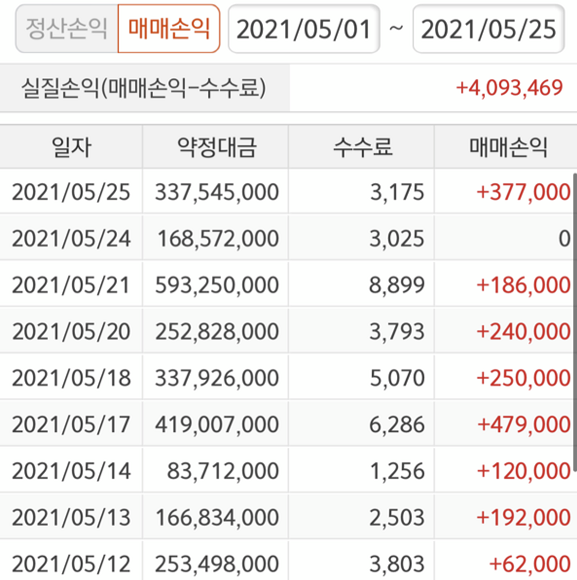 정산손익 매매손익 2021/05/01 ~ 2021/05/25
실질손익(매매손익-수수료) +4,093,469
일자 약정대금 수수료 매매손익
2021/05/25 337,545,000 3,175 +377,000
2021/05/24 168,572,000 3,025 0
2021/05/21 593,250,000 8,899 +186,000
2021/05/20 252,828,000 3,793 +240,000
2021/05/18 337,926,000 5,070 +250,000
2021/05/17 419,007,000 6,286 +479,000
2021/05/14 83,712,000 1,256 +120,000
2021/05/13 166,834,000 2,503 +192,000
2021/05/12 253,498,000 3,803 +62,000